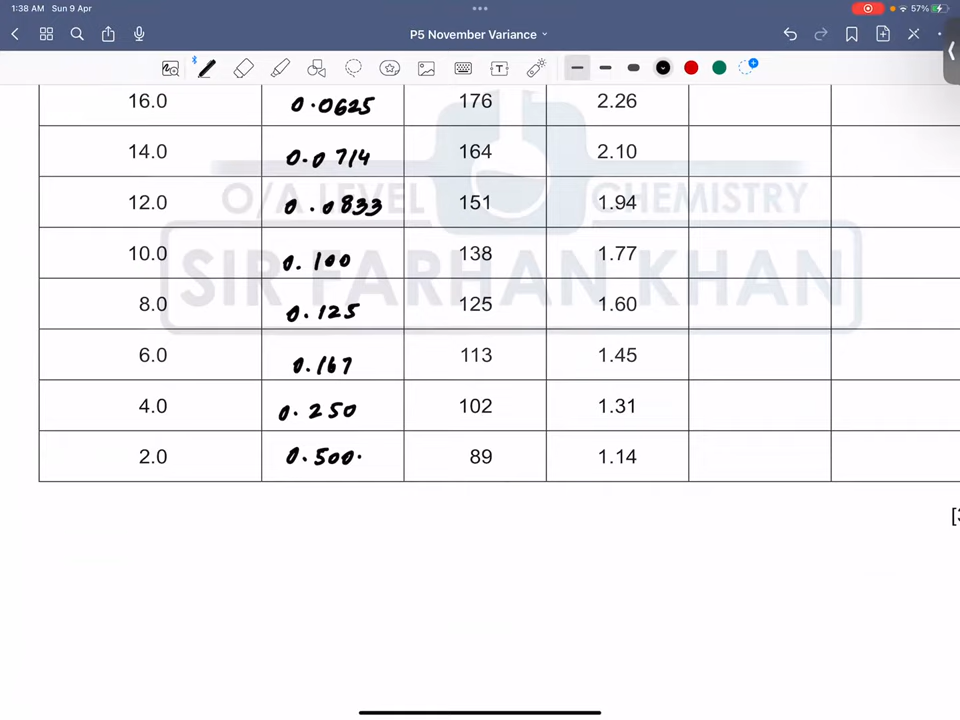 1:38 AM Sun 9 Apr
57%
P5 November Variance
16.0 0.0625 176 2.26
14.0 0.0714 164 2.10
O/A LEVEL CHEMISTRY
12.0 0.0833 151 1.94
10.0 0.100 138 1.77
SIR FARHAN KHAN
8.0 0.125 125 1.60
6.0 0.167 113 1.45
4.0 0.250 102 1.31
2.0 0.500. 89 1.14